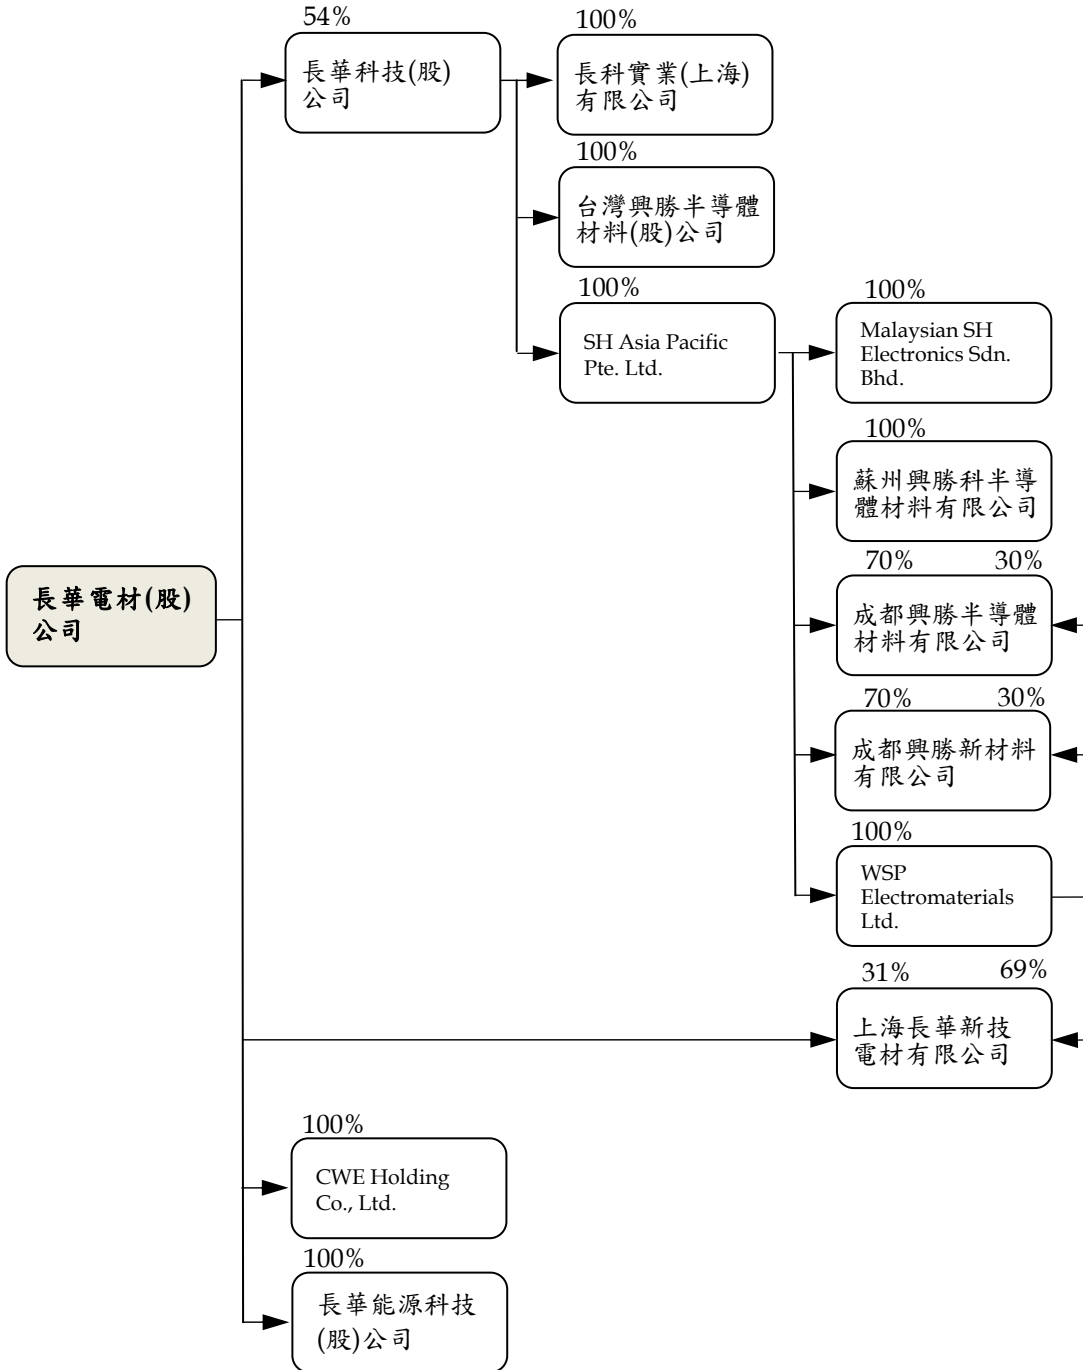 54%
長華科技(股)
公司
100%
長科實業(上海)
有限公司
100%
台灣興勝半導體
材料(股)公司
100%
SH Asia Pacific
Pte. Ltd.
100%
Malaysian SH
Electronics Sdn.
Bhd.
100%
蘇州興勝科半導
體材料有限公司
長華電材(股)
公司
70% 30%
成都興勝半導體
材料有限公司
70% 30%
成都興勝新材料
有限公司
100%
WSP
Electromaterials
Ltd.
31% 69%
上海長華新技
電材有限公司
100%
CWE Holding
Co., Ltd.
100%
長華能源科技
(股)公司